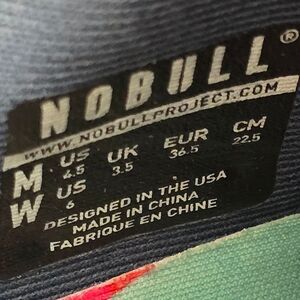 NOBULL®
WWW.NOBULLPROJECT.COM
M US UK EUR CM
4.5 3.5 36.5 22.5
W US
6
DESIGNED IN THE USA
MADE IN CHINA
FABRIQUE EN CHINE